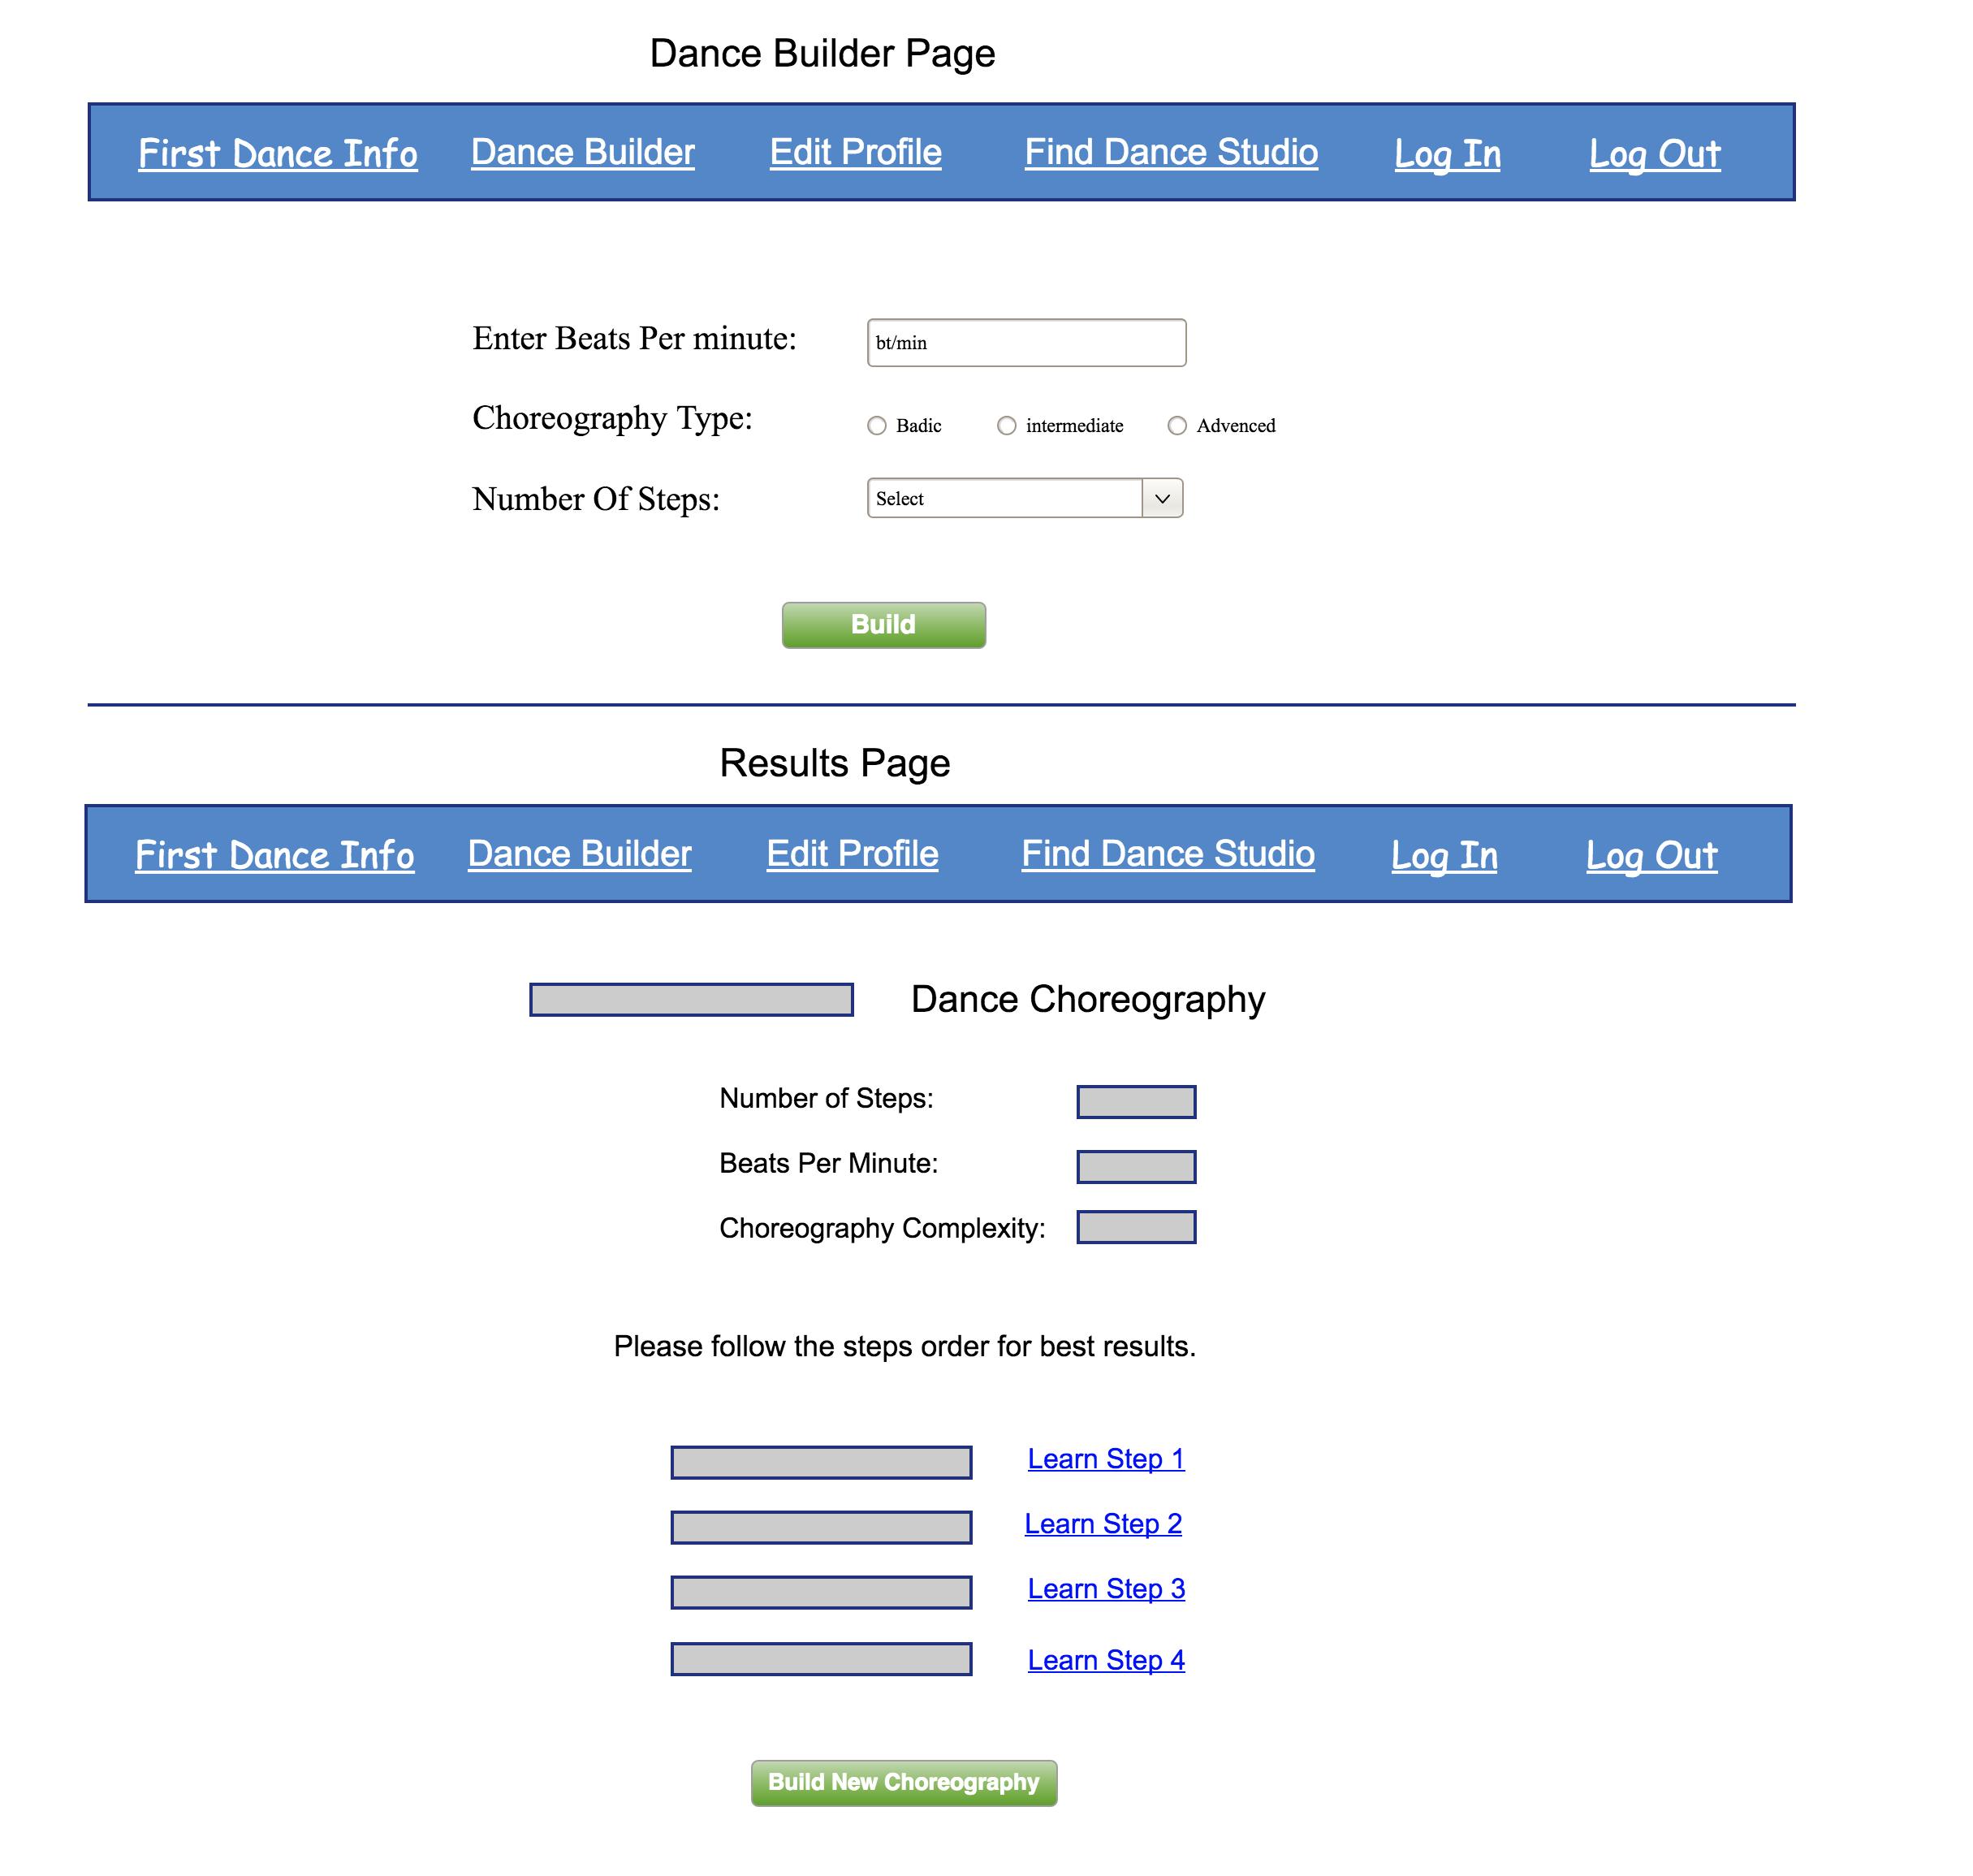 Dance Builder Page
First Dance Info Dance Builder Edit Profile Find Dance Studio Log In Log Out
Enter Beats Per minute: bt/min
Choreography Type: Badic intermediate Advenced
Number Of Steps: Select
Build
Results Page
First Dance Info Dance Builder Edit Profile Find Dance Studio Log In Log Out
Dance Choreography
Number of Steps:
Beats Per Minute:
Choreography Complexity:
Please follow the steps order for best results.
Learn Step 1
Learn Step 2
Learn Step 3
Learn Step 4
Build New Choreography